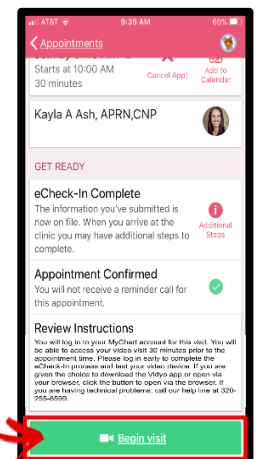 AT&T
9:39 AM
69%
Appointments
Starts at 10:00 AM
30 minutes
Cancel Appt
Add to
Calendar
Kayla A Ash, APRN,CNP
GET READY
eCheck-In Complete
The information you've submitted is
now on file. When you arrive at the
clinic you may have additional steps to
complete.
Additional
Steps
Appointment Confirmed
You will not receive a reminder call for
this appointment.
Review Instructions
You will log in to your MyChart account for this visit. You will
be able to access your video visit 30 minutes prior to the
appointment time. Please log in early to complete the
eCheck-In process and test your video device. If you are
given the choice to download the Vidyo app or open via
your browser, click the button to open via the browser. If
you are having technical problems, call our help line at 320-
255-6599.
Begin visit